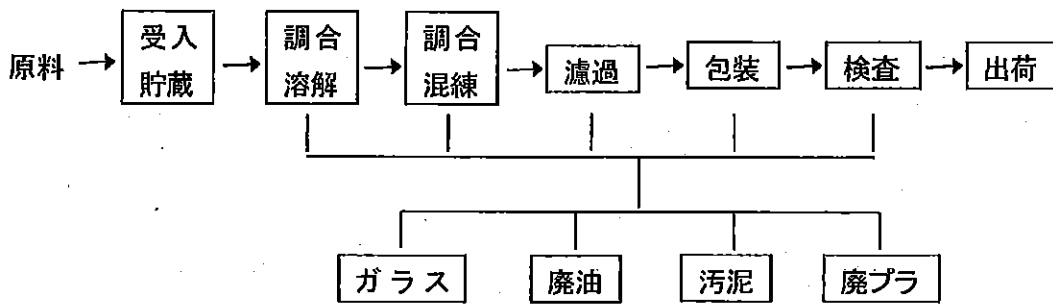 原料
受入
貯蔵
調合
溶解
調合
混練
濾過
包装
検査
出荷
ガラス
廃油
汚泥
廃プラ